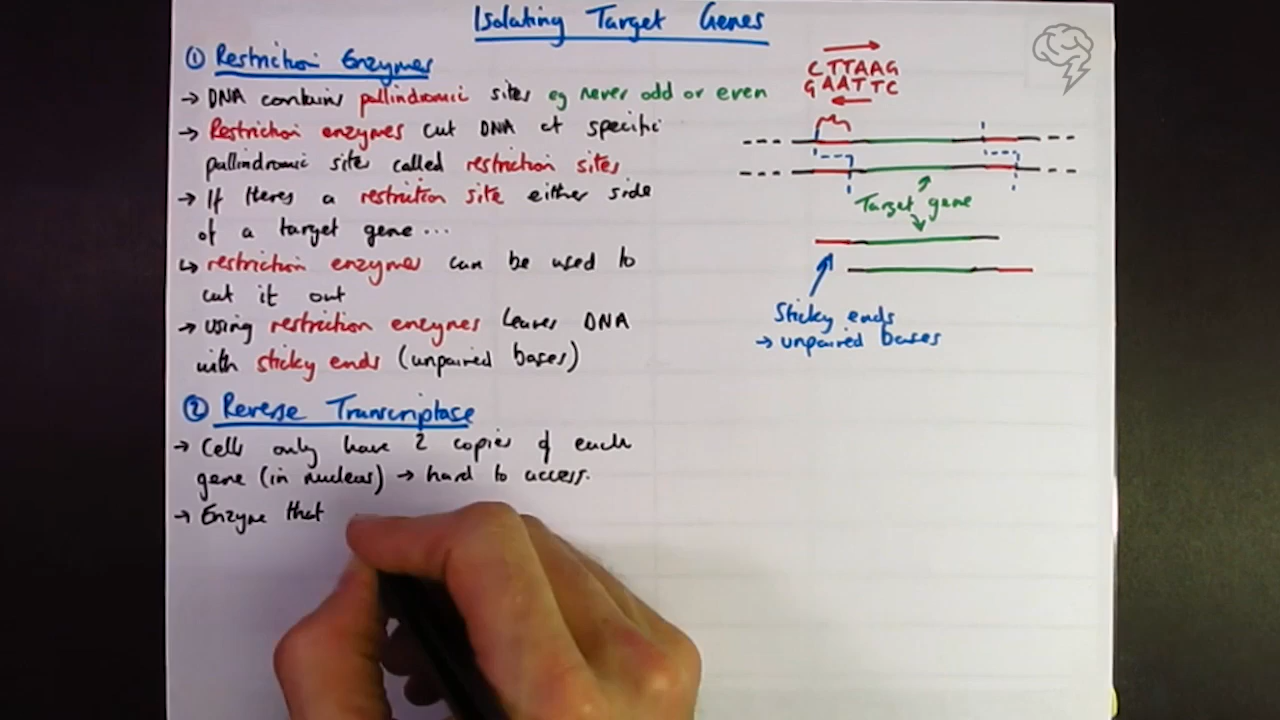 Isolating Target Genes
① Restriction Enzymes
→ DNA contains pallindromic sites eg never odd or even
→ Restriction enzymes cut DNA at specific
pallindromic site called restriction sites
→ If theres a restriction site either side
of a target gene...
↳ restriction enzymes can be used to
cut it out
→ Using restriction enzymes leaves DNA
with sticky ends (unpaired bases)
② Reverse Transcriptase
→ Cells only have 2 copies of each
gene (in nucleus) → hard to access.
→ Enzyme that
CTTAAG
GAATTC
Target gene
Sticky ends
→ unpaired bases